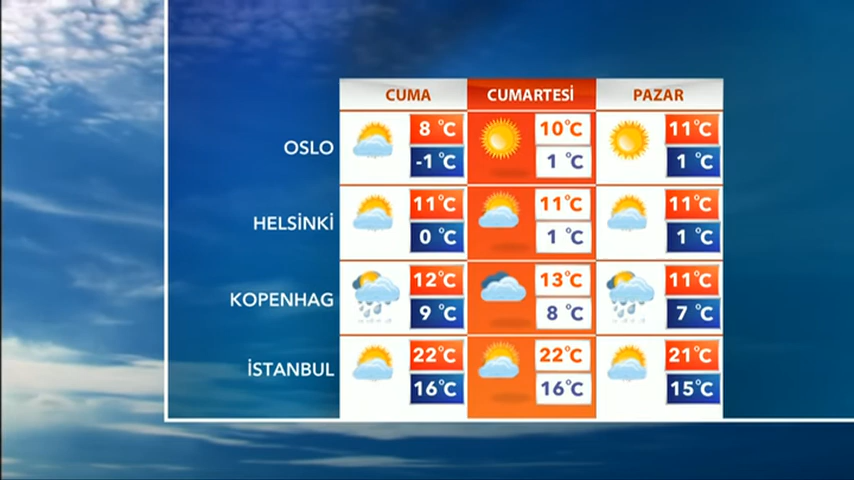 CUMA CUMARTESİ PAZAR
OSLO 8°C 10°C 11°C
-1°C 1°C 1°C
HELSİNKİ 11°C 11°C 11°C
0°C 1°C 1°C
KOPENHAG 12°C 13°C 11°C
9°C 8°C 7°C
İSTANBUL 22°C 22°C 21°C
16°C 16°C 15°C